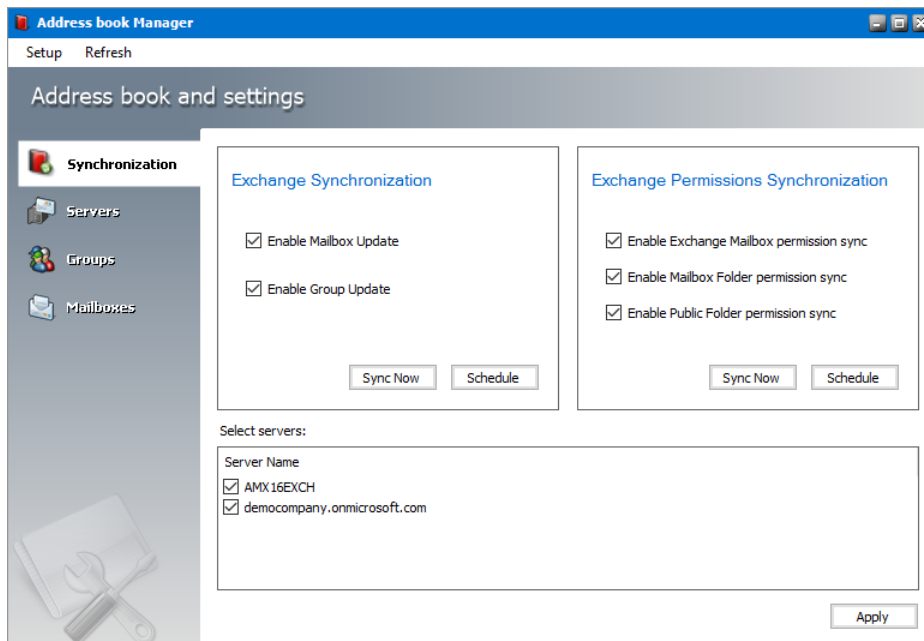 Address book Manager
Setup Refresh
Address book and settings
Synchronization
Servers
Groups
Mailboxes
Exchange Synchronization
Enable Mailbox Update
Enable Group Update
Sync Now Schedule
Exchange Permissions Synchronization
Enable Exchange Mailbox permission sync
Enable Mailbox Folder permission sync
Enable Public Folder permission sync
Sync Now Schedule
Select servers:
Server Name
AMX16EXCH
democompany.onmicrosoft.com
Apply